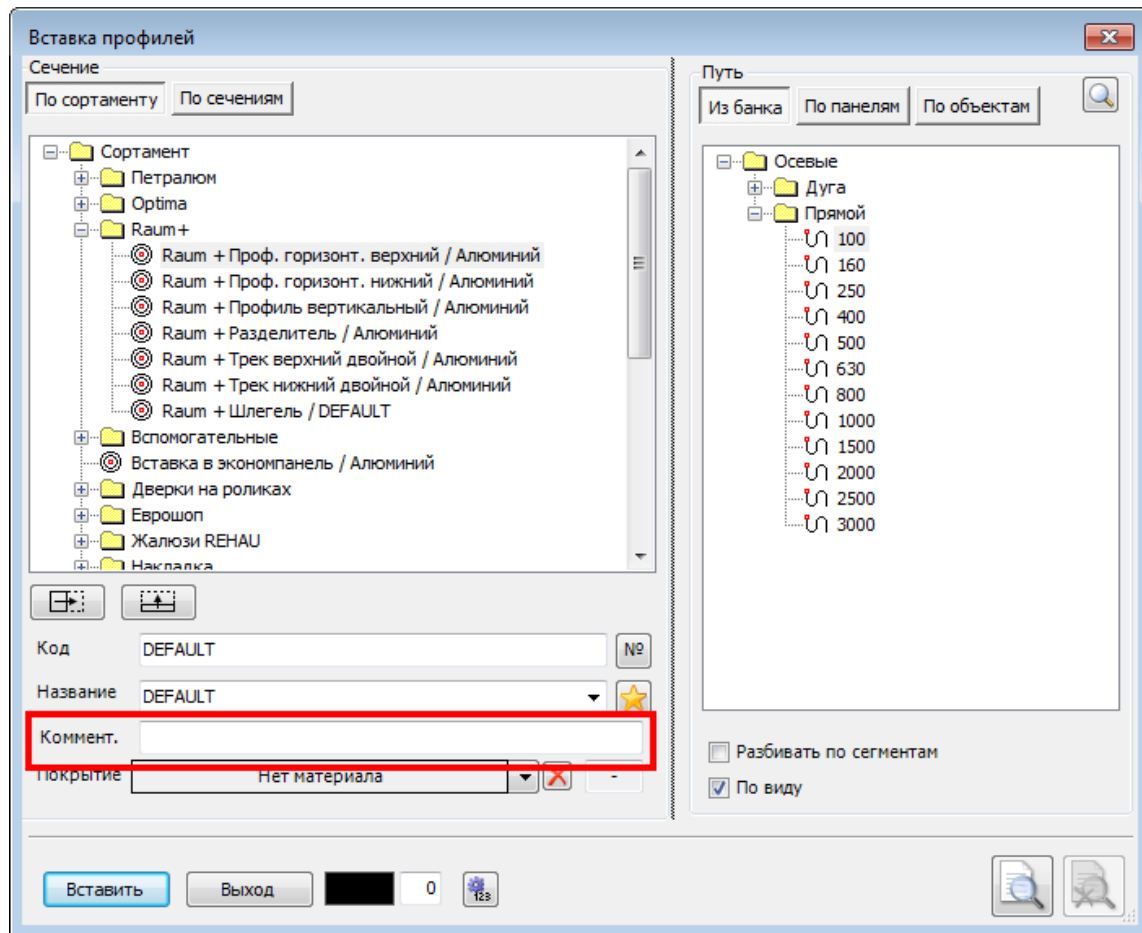 Вставка профилей
Сечение
По сортаменту
По сечениям
Сортамент
Петралюм
Optima
Raum+
Raum + Проф. горизонт. верхний / Алюминий
Raum + Проф. горизонт. нижний / Алюминий
Raum + Профиль вертикальный / Алюминий
Raum + Разделитель / Алюминий
Raum + Трек верхний двойной / Алюминий
Raum + Трек нижний двойной / Алюминий
Raum + Шлегель / DEFAULT
Вспомогательные
Вставка в экономпанель / Алюминий
Дверки на роликах
Еврошоп
Жалюзи REHAU
Накладка
Код
DEFAULT
№
Название
DEFAULT
Коммент.
Покрытие
Нет материала
-
Путь
Из банка
По панелям
По объектам
Осевые
Дуга
Прямой
100
160
250
400
500
630
800
1000
1500
2000
2500
3000
Разбивать по сегментам
По виду
Вставить
Выход
0
123